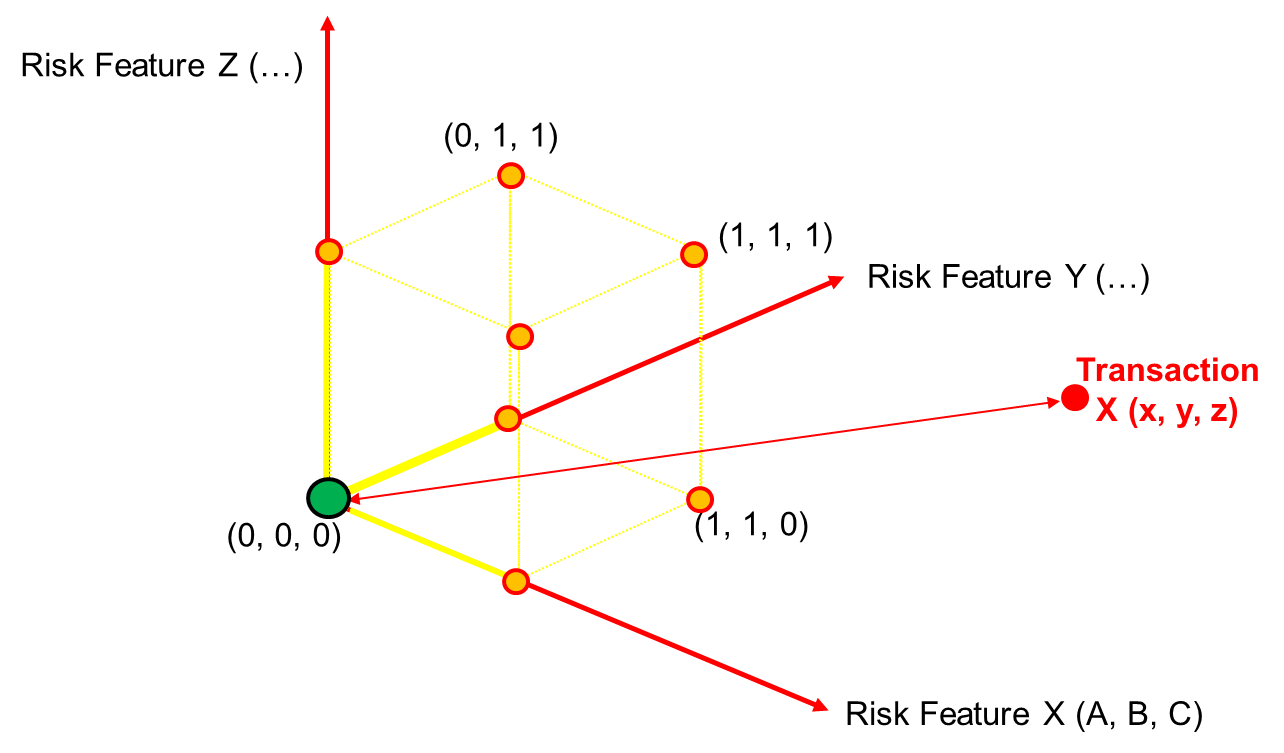 Risk Feature Z (…)
(0, 1, 1)
(1, 1, 1)
Risk Feature Y (…)
Transaction
X (x, y, z)
(0, 0, 0)
(1, 1, 0)
Risk Feature X (A, B, C)